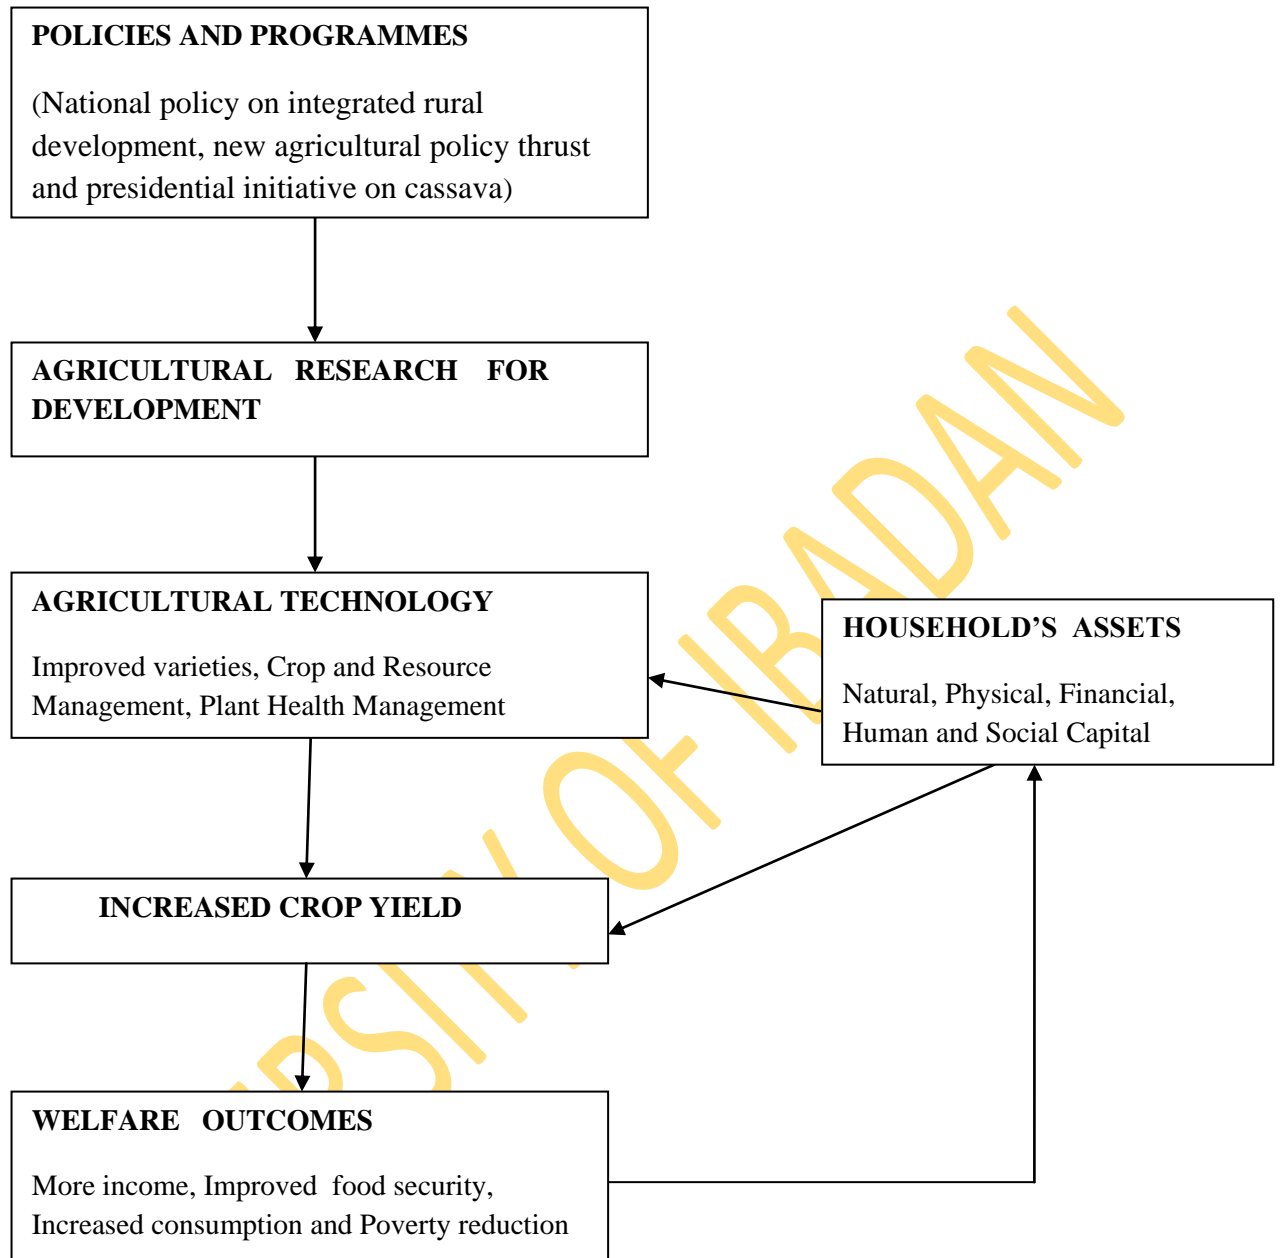 POLICIES AND PROGRAMMES
(National policy on integrated rural
development, new agricultural policy thrust
and presidential initiative on cassava)
AGRICULTURAL RESEARCH FOR
DEVELOPMENT
AGRICULTURAL TECHNOLOGY
Improved varieties, Crop and Resource
Management, Plant Health Management
HOUSEHOLD'S ASSETS
Natural, Physical, Financial,
Human and Social Capital
INCREASED CROP YIELD
WELFARE OUTCOMES
More income, Improved food security,
Increased consumption and Poverty reduction
OF IBADAN